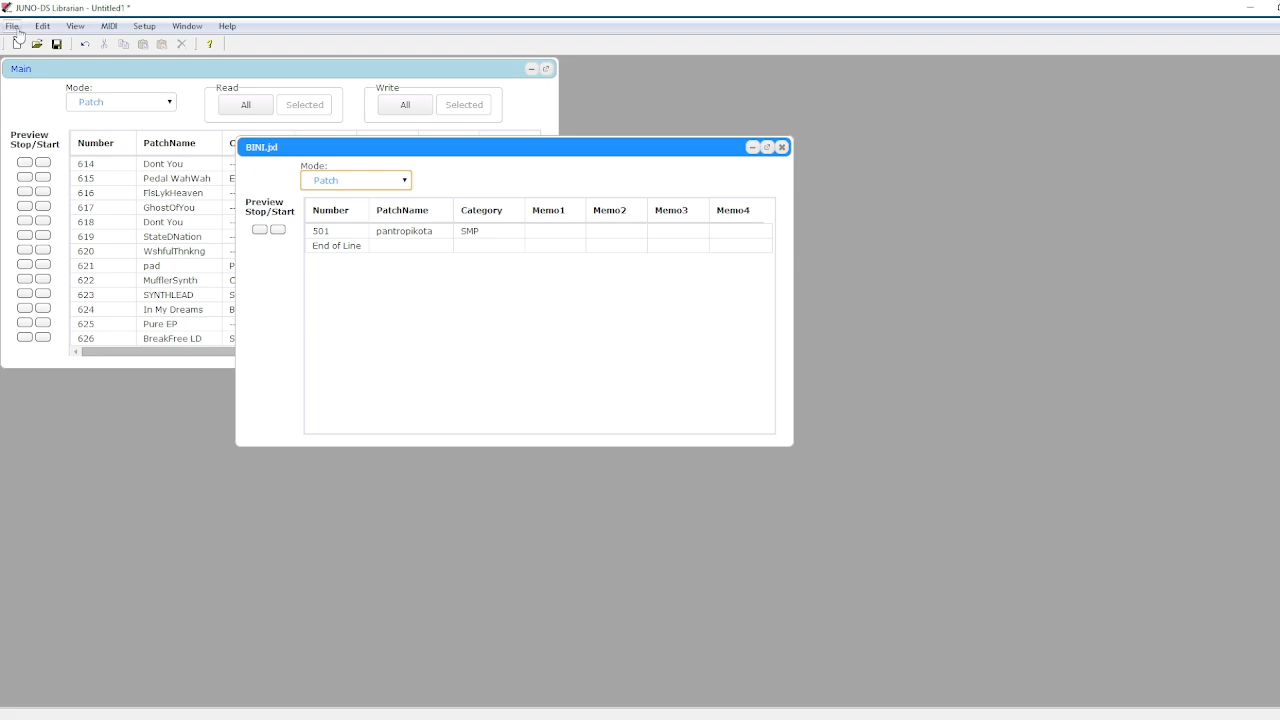 JUNO-DS Librarian - Untitled1 *
File Edit View MIDI Setup Window Help
?
Main
Mode: Read Write
Patch All Selected All Selected
Preview
Stop/Start
Number PatchName C
614 Dont You --
615 Pedal WahWah E
616 FlsLykHeaven --
617 GhostOfYou --
618 Dont You --
619 StateDNation --
620 WshfulThnkng --
621 pad P
622 MufflerSynth C
623 SYNTHLEAD S
624 In My Dreams B
625 Pure EP --
626 BreakFree LD S
BINI.jxl
Mode:
Patch
Preview
Stop/Start
Number PatchName Category Memo1 Memo2 Memo3 Memo4
501 pantropikota SMP
End of Line